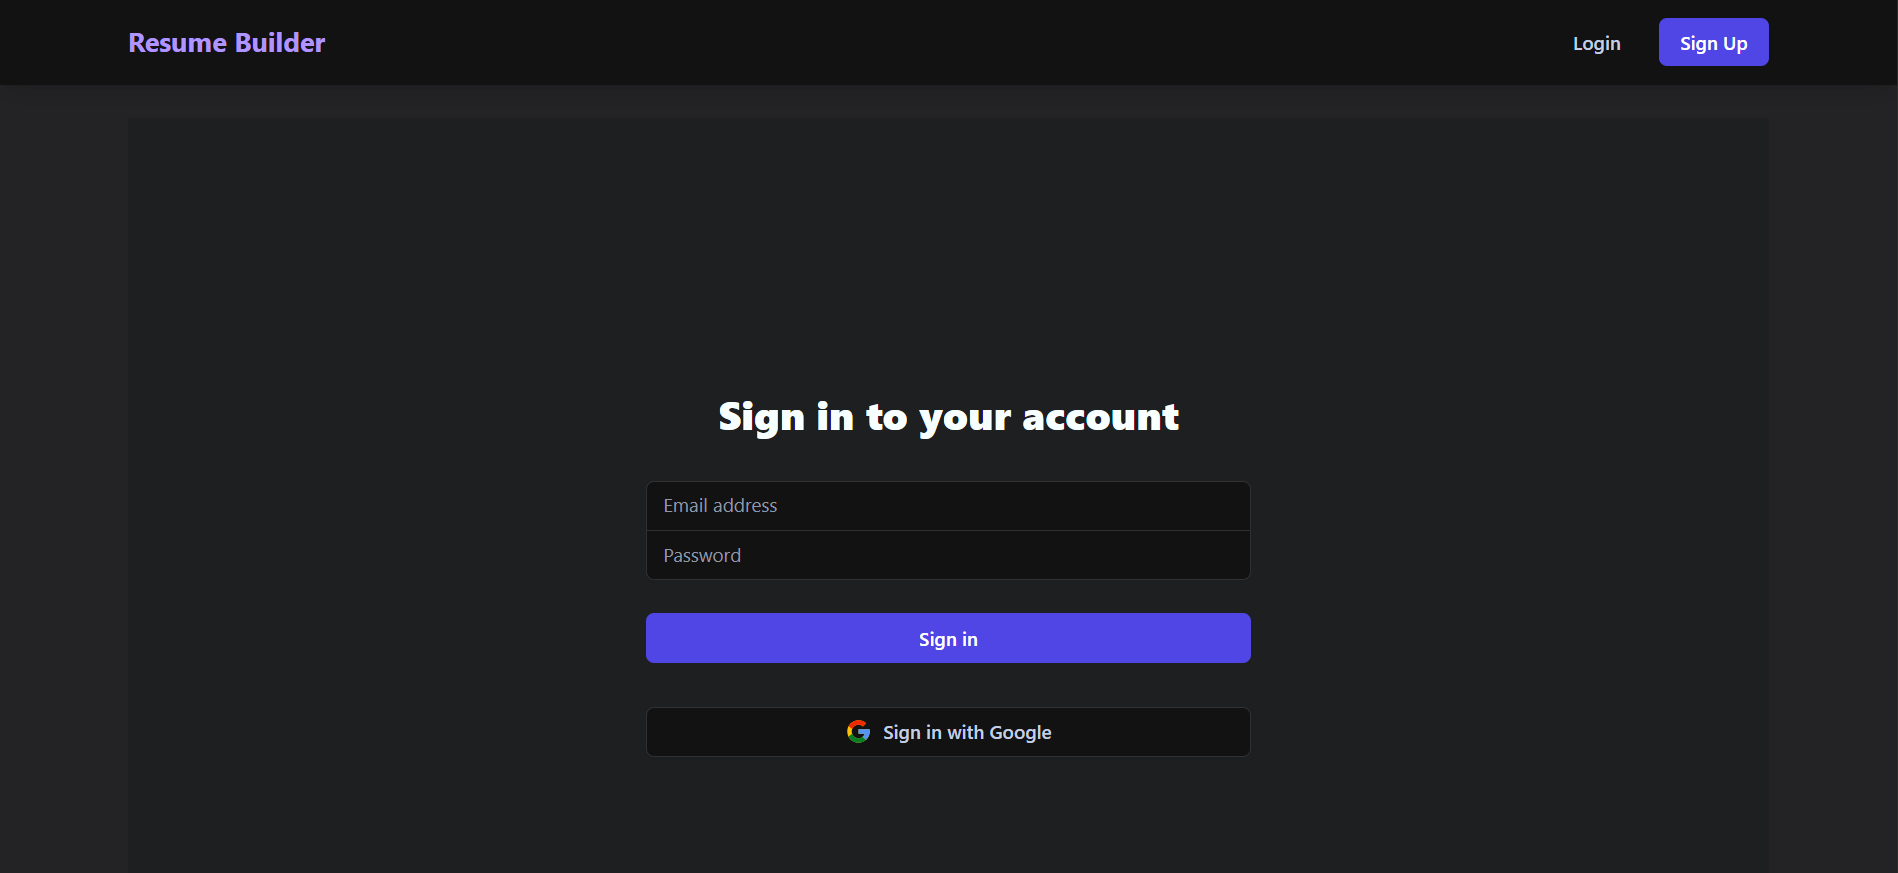 Resume Builder
Login
Sign Up
Sign in to your account
Email address
Password
Sign in
Sign in with Google